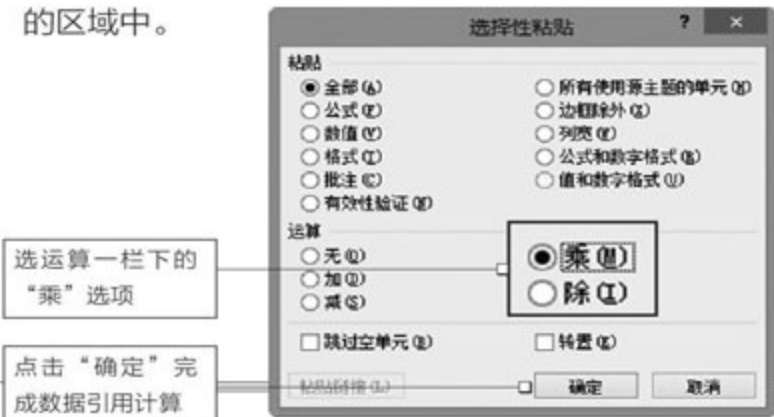 的区域中。
选择性粘贴 ? ×
粘贴
全部(A) 所有使用源主题的单元(H)
公式(F) 边框除外(X)
数值(V) 列宽(W)
格式(T) 公式和数字格式(R)
批注(C) 值和数字格式(U)
有效性验证(N)
运算
无(O) 乘(M)
加(D) 除(I)
减(S)
选运算一栏下的
“乘”选项
跳过空单元(B) 转置(E)
点击“确定”完
成数据引用计算
粘贴链接(L) 确定 取消